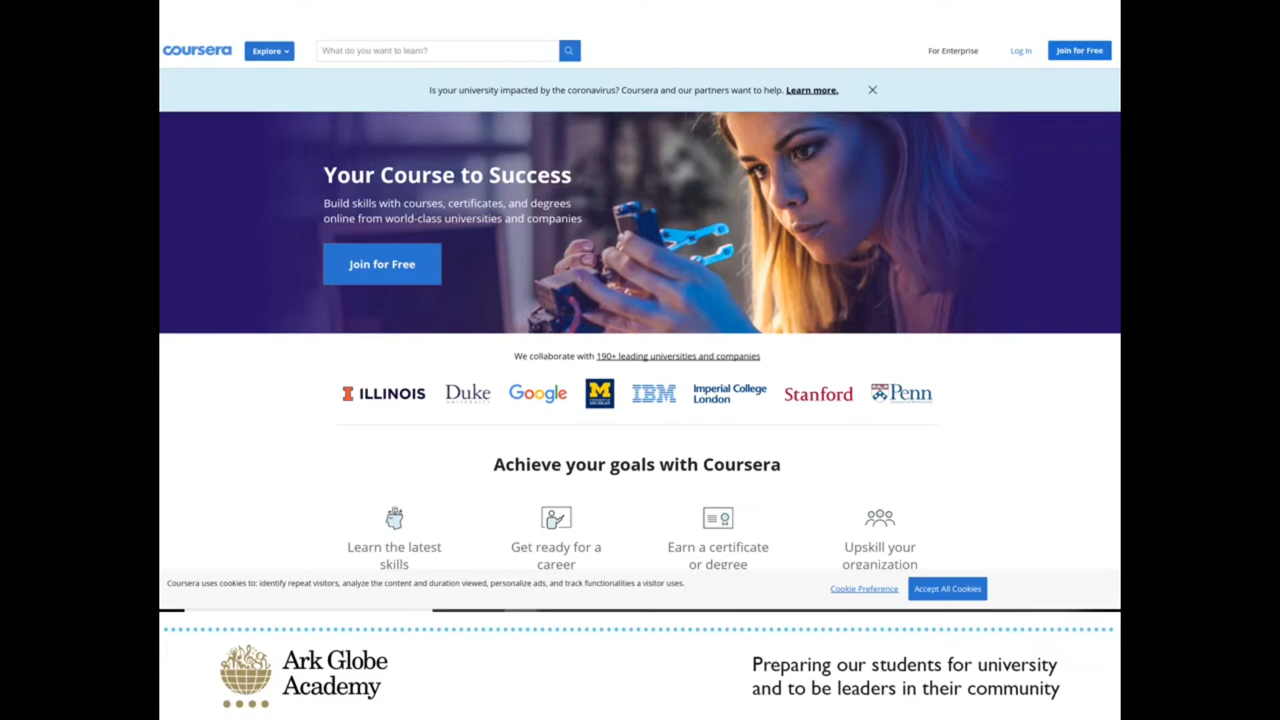 coursera
Explore
What do you want to learn?
For Enterprise
Log In
Join for Free
Is your university impacted by the coronavirus? Coursera and our partners want to help. Learn more.
Your Course to Success
Build skills with courses, certificates, and degrees
online from world-class universities and companies
Join for Free
We collaborate with 190+ leading universities and companies
I ILLINOIS
Duke
UNIVERSITY
Google
M
UNIVERSITY OF
MICHIGAN
IBM
Imperial College
London
Stanford
Penn
Achieve your goals with Coursera
Learn the latest
skills
Get ready for a
career
Earn a certificate
or degree
Upskill your
organization
Coursera uses cookies to: identify repeat visitors, analyze the content and duration viewed, personalize ads, and track functionalities a visitor uses.
Cookie Preference
Accept All Cookies
Ark Globe
Academy
Preparing our students for university
and to be leaders in their community